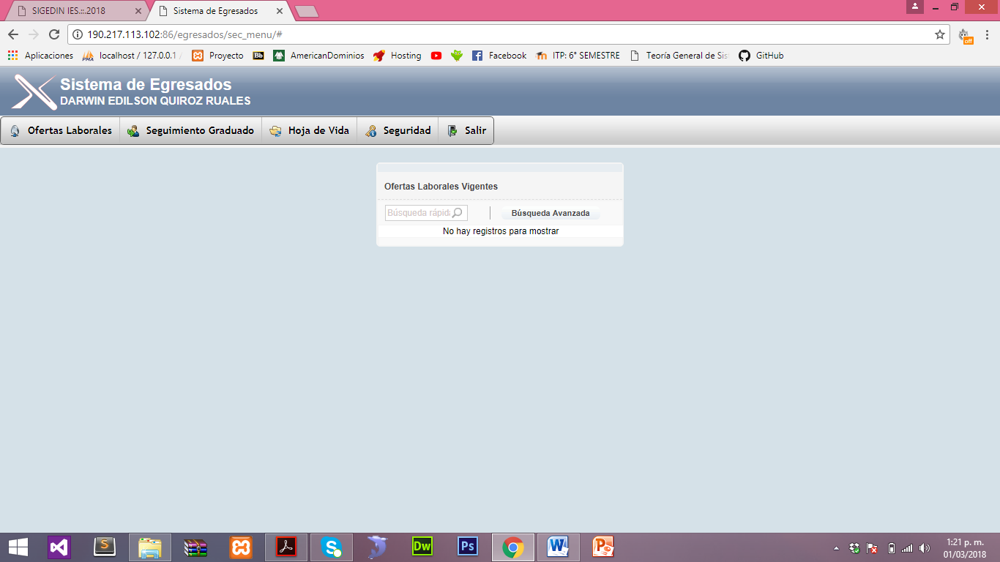 SIGEDIN IES.::.2018
Sistema de Egresados
190.217.113.102:86/egresados/sec_menu/#
off
Aplicaciones
PMA
localhost / 127.0.0.1
Proyecto
Bb
AmericanDominios
Hosting
Facebook
ITP: 6° SEMESTRE
Teoría General de Sis
GitHub
Sistema de Egresados
DARWIN EDILSON QUIROZ RUALES
Ofertas Laborales
Seguimiento Graduado
Hoja de Vida
Seguridad
Salir
Ofertas Laborales Vigentes
Búsqueda rápida
Búsqueda Avanzada
No hay registros para mostrar
S
S
Dw
Ps
W
P
1:21 p. m.
01/03/2018